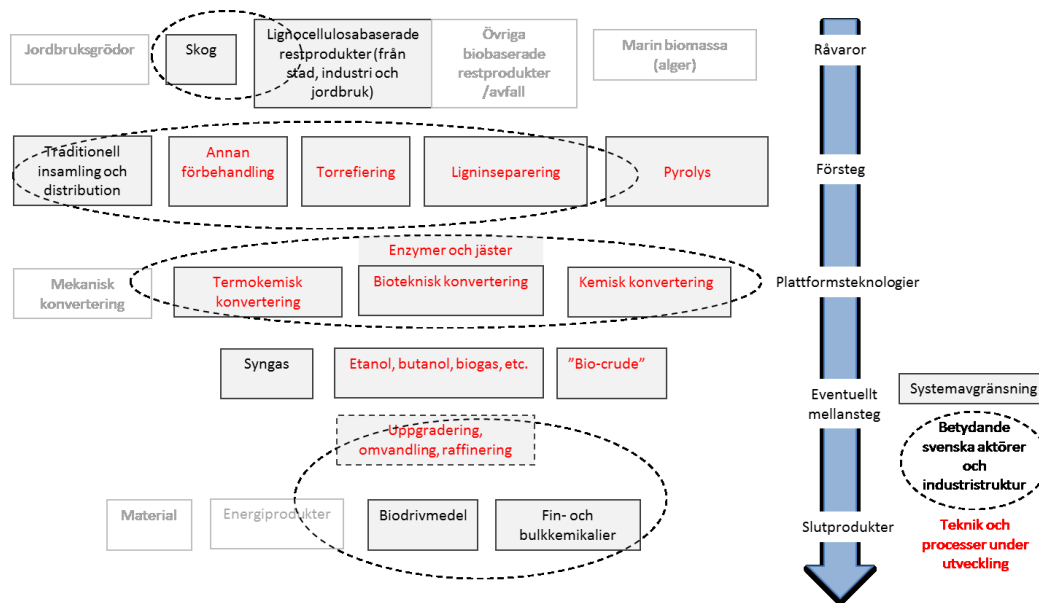 Jordbruksgrödor
Skog
Lignocellulosabaserade
restprodukter (från
stad, industri och
jordbruk)
Övriga
biobaserade
restprodukter
/avfall
Marin biomassa
(alger)
Råvaror
Traditionell
insamling och
distribution
Annan
förbehandling
Torrefiering
Ligninseparering
Pyrolys
Försteg
Mekanisk
konvertering
Termokemisk
konvertering
Enzymer och jäster
Bioteknisk konvertering
Kemisk konvertering
Plattformsteknologier
Syngas
Etanol, butanol, biogas, etc.
”Bio-crude”
Eventuellt
mellansteg
Uppgradering,
omvandling, raffinering
Material
Energiprodukter
Biodrivmedel
Fin- och
bulkkemikalier
Slutprodukter
Systemavgränsning
Betydande
svenska aktörer
och
industristruktur
Teknik och
processer under
utveckling